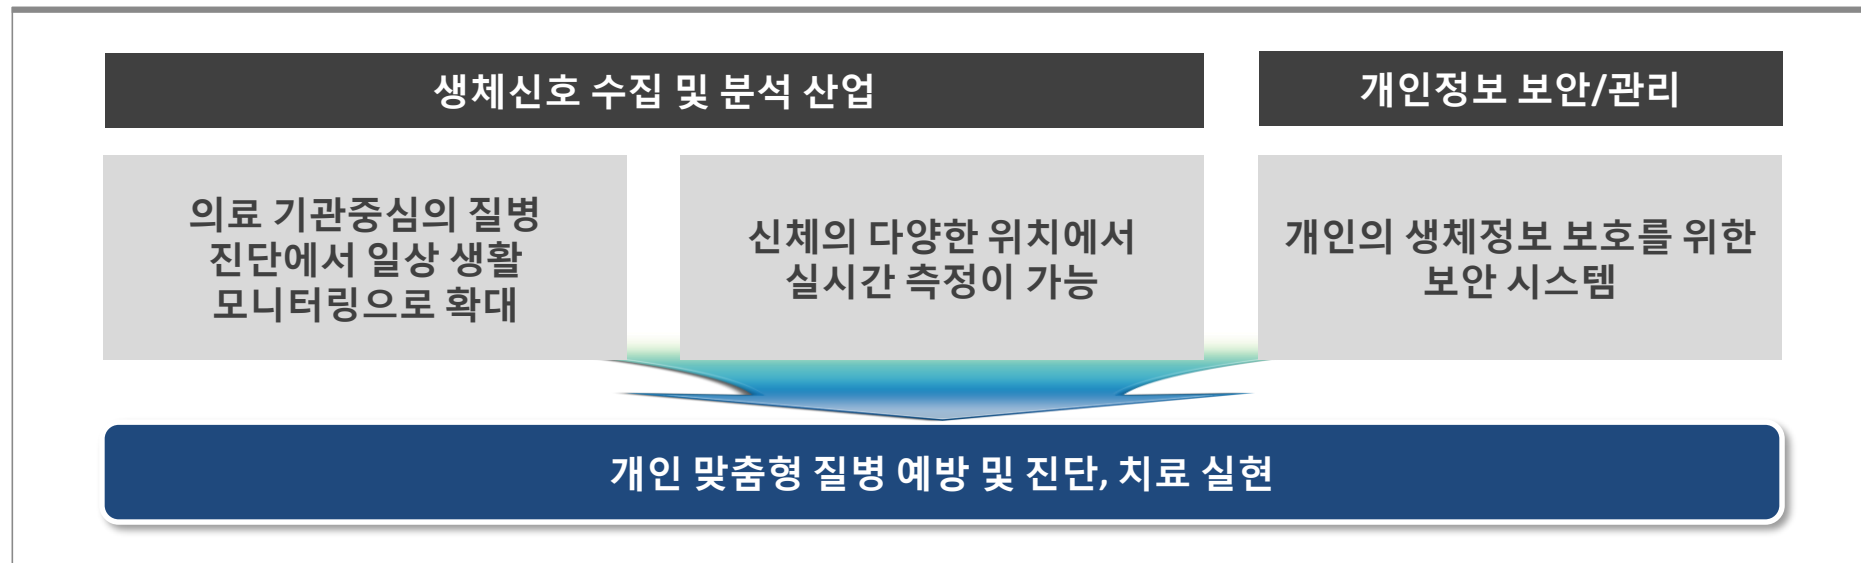 생체신호 수집 및 분석 산업
개인정보 보안/관리
의료 기관중심의 질병
진단에서 일상 생활
모니터링으로 확대
신체의 다양한 위치에서
실시간 측정이 가능
개인의 생체정보 보호를 위한
보안 시스템
개인 맞춤형 질병 예방 및 진단, 치료 실현